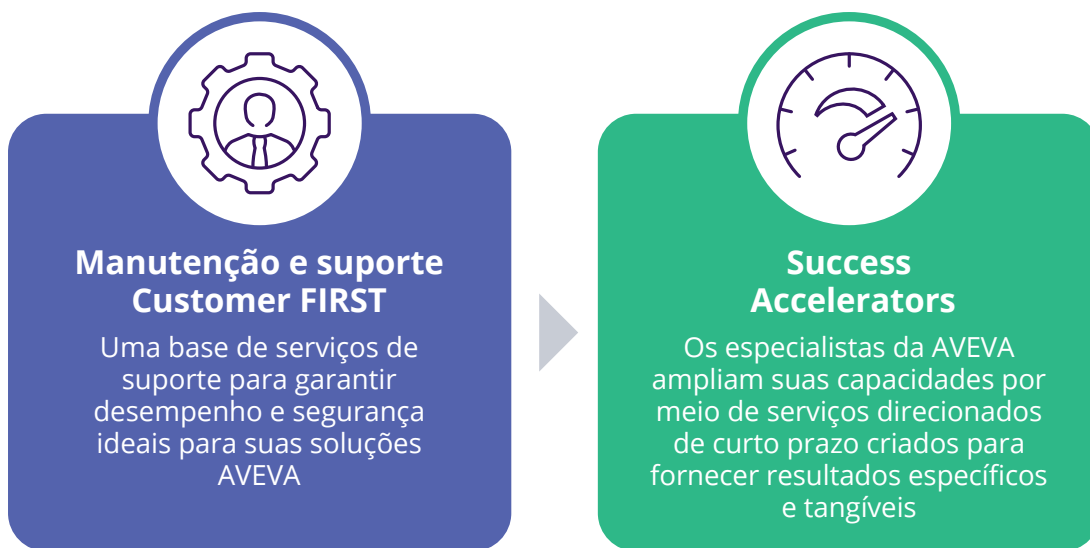 Manutenção e suporte
Customer FIRST
Uma base de serviços de
suporte para garantir
desempenho e segurança
ideais para suas soluções
AVEVA
Success
Accelerators
Os especialistas da AVEVA
ampliam suas capacidades por
meio de serviços direcionados
de curto prazo criados para
fornecer resultados específicos
e tangíveis